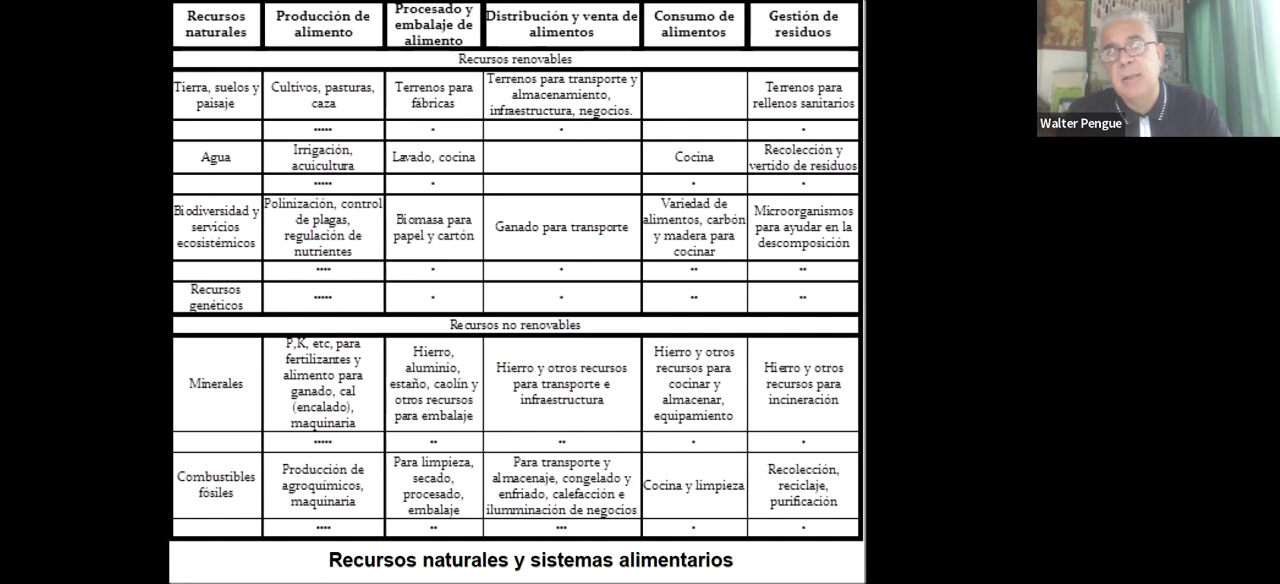 Recursos naturales
Producción de alimento
Procesado y embalaje de alimento
Distribución y venta de alimentos
Consumo de alimentos
Gestión de residuos
Recursos renovables
Tierra, suelos y paisaje
Cultivos, pasturas, caza
Terrenos para fábricas
Terrenos para transporte y almacenamiento, infraestructura, negocios.
Terrenos para rellenos sanitarios
•••••
•
•
•
Agua
Irrigación, acuicultura
Lavado, cocina
Cocina
Recolección y vertido de residuos
•••••
•
•
•
Biodiversidad y servicios ecosistémicos
Polinización, control de plagas, regulación de nutrientes
Biomasa para papel y cartón
Ganado para transporte
Variedad de alimentos, carbón y madera para cocinar
Microorganismos para ayudar en la descomposición
••••
•
•
••
••
Recursos genéticos
•••••
•
•
••
••
Recursos no renovables
Minerales
P,K, etc, para fertilizantes y alimento para ganado, cal (encalado), maquinaria
Hierro, aluminio, estaño, caolín y otros recursos para embalaje
Hierro y otros recursos para transporte e infraestructura
Hierro y otros recursos para cocinar y almacenar, equipamiento
Hierro y otros recursos para incineración
•••••
••
••
•
•
Combustibles fósiles
Producción de agroquímicos, maquinaria
Para limpieza, secado, procesado, embalaje
Para transporte y almacenaje, congelado y enfriado, calefacción e ilumminación de negocios
Cocina y limpieza
Recolección, reciclaje, purificación
••••
••
•••
•
•
Recursos naturales y sistemas alimentarios
Walter Pengue